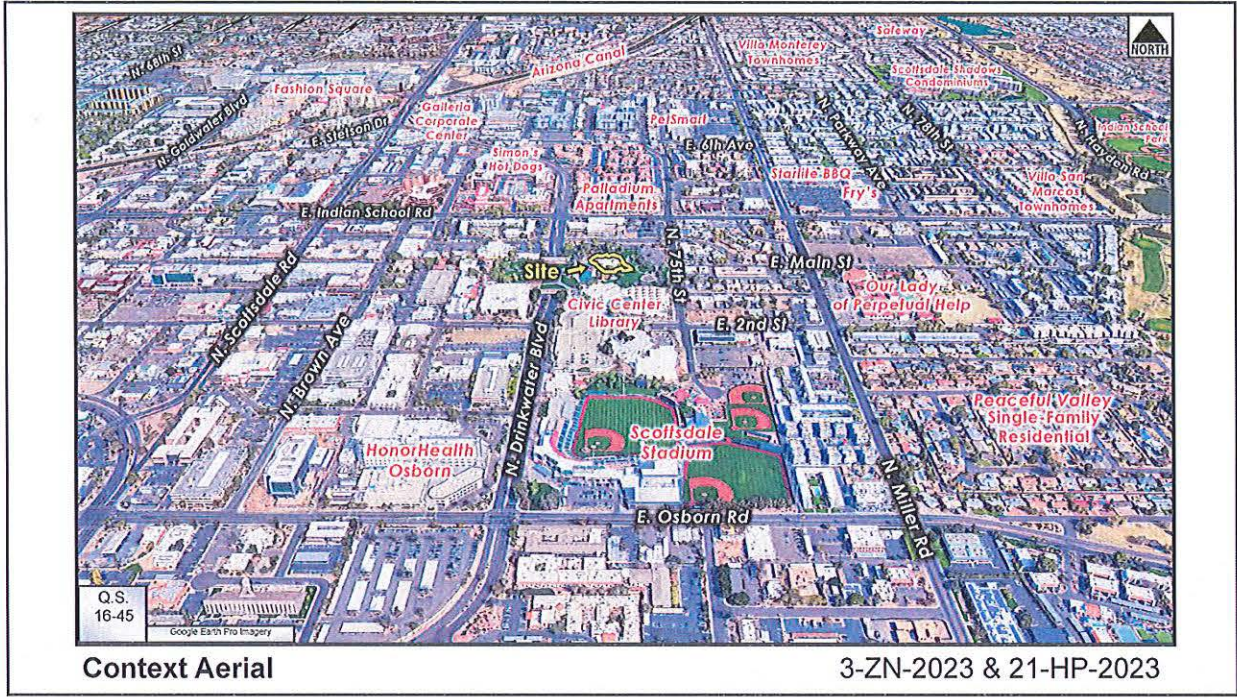 NORTH
N. 68th St
Safeway
Villa Monterey
Townhomes
Arizona Canal
Fashion Square
Scottsdale Shadows
Condominiums
N. Goldwater Blvd
Galleria
Corporate
Center
PetSmart
N. 78th St
Indian School
Park
E. Stetson Dr
N. Hayden Rd
E. 6th Ave
N. Parkway Ave
Simon's
Hot Dogs
Starlite BBQ
Fry's
Palladium
Apartments
Villa San
Marcos
Townhomes
E. Indian School Rd
N. Scottsdale Rd
N. 75th St
E. Main St
Site
Our Lady
of Perpetual Help
Civic Center
Library
E. 2nd St
N. Brown Ave
N. Drinkwater Blvd
Peaceful Valley
Single-Family
Residential
Scottsdale
Stadium
HonorHealth
Osborn
N. Miller Rd
E. Osborn Rd
Q.S.
16-45
Google Earth Pro Imagery
Context Aerial
3-ZN-2023 & 21-HP-2023